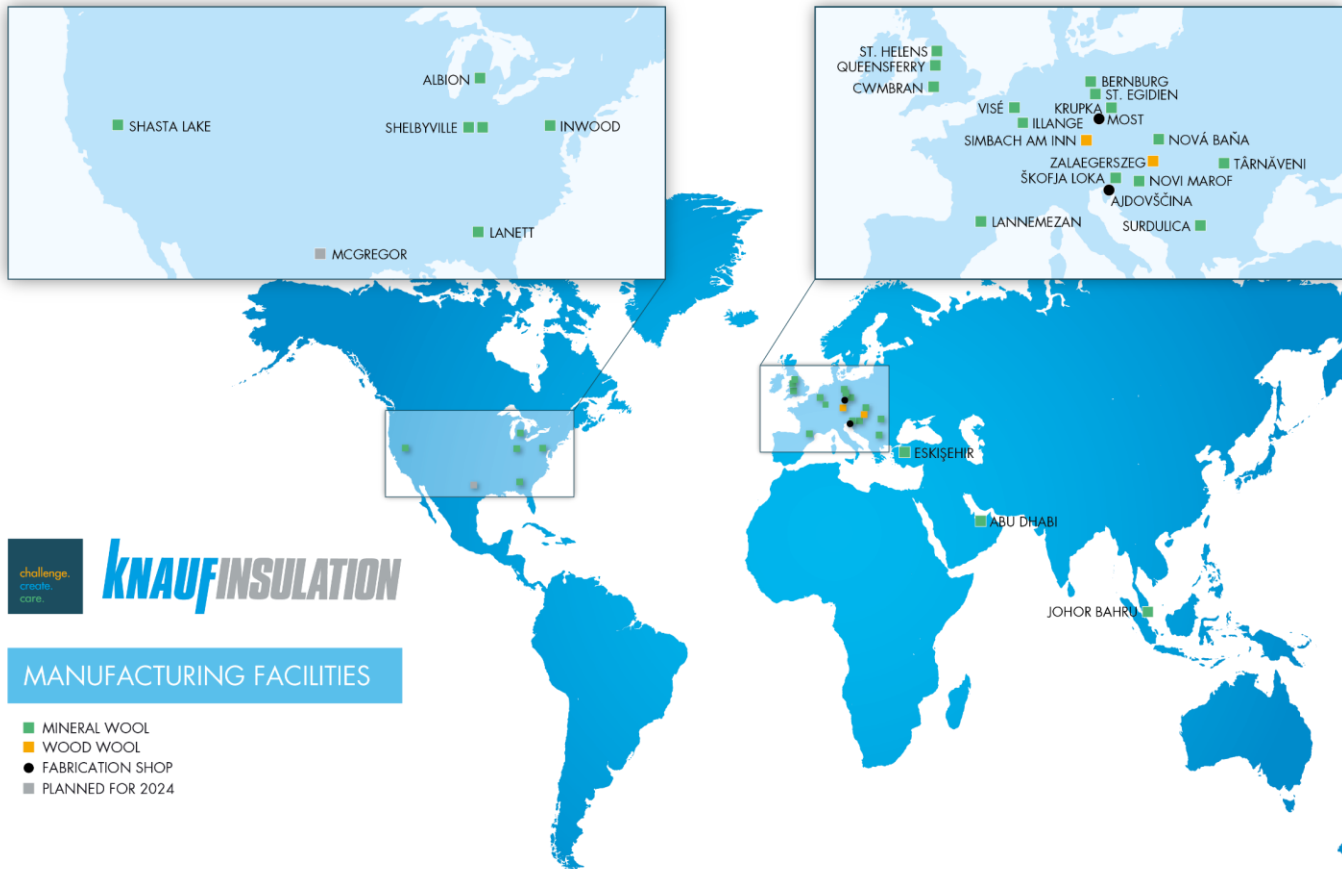 ALBION
SHASTA LAKE
SHELBYVILLE
INWOOD
LANETT
MCGREGOR
ST. HELENS
QUEENSFERRY
CWMBRAN
BERNBURG
ST. EGIDIEN
VISÉ
KRUPKA
ILLANGE
MOST
SIMBACH AM INN
NOVÁ BAŇA
ZALAEGERSZEG
TÂRNĂVENI
ŠKOFJA LOKA
NOVI MAROF
AJDOVŠČINA
LANNEMEZAN
SURDULICA
ESKIŞEHIR
ABU DHABI
JOHOR BAHRU
challenge.
create.
care.
KNAUFINSULATION
MANUFACTURING FACILITIES
MINERAL WOOL
WOOD WOOL
FABRICATION SHOP
PLANNED FOR 2024